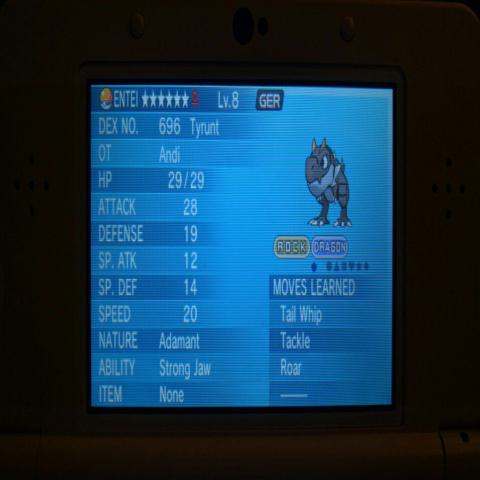 ENTEI ★★★★★★ ♀ Lv.8 GER
DEX NO. 696 Tyrunt
OT Andi
HP 29/29
ATTACK 28
DEFENSE 19
SP. ATK 12
SP. DEF 14
SPEED 20
NATURE Adamant
ABILITY Strong Jaw
ITEM None
ROCK DRAGON
MOVES LEARNED
Tail Whip
Tackle
Roar